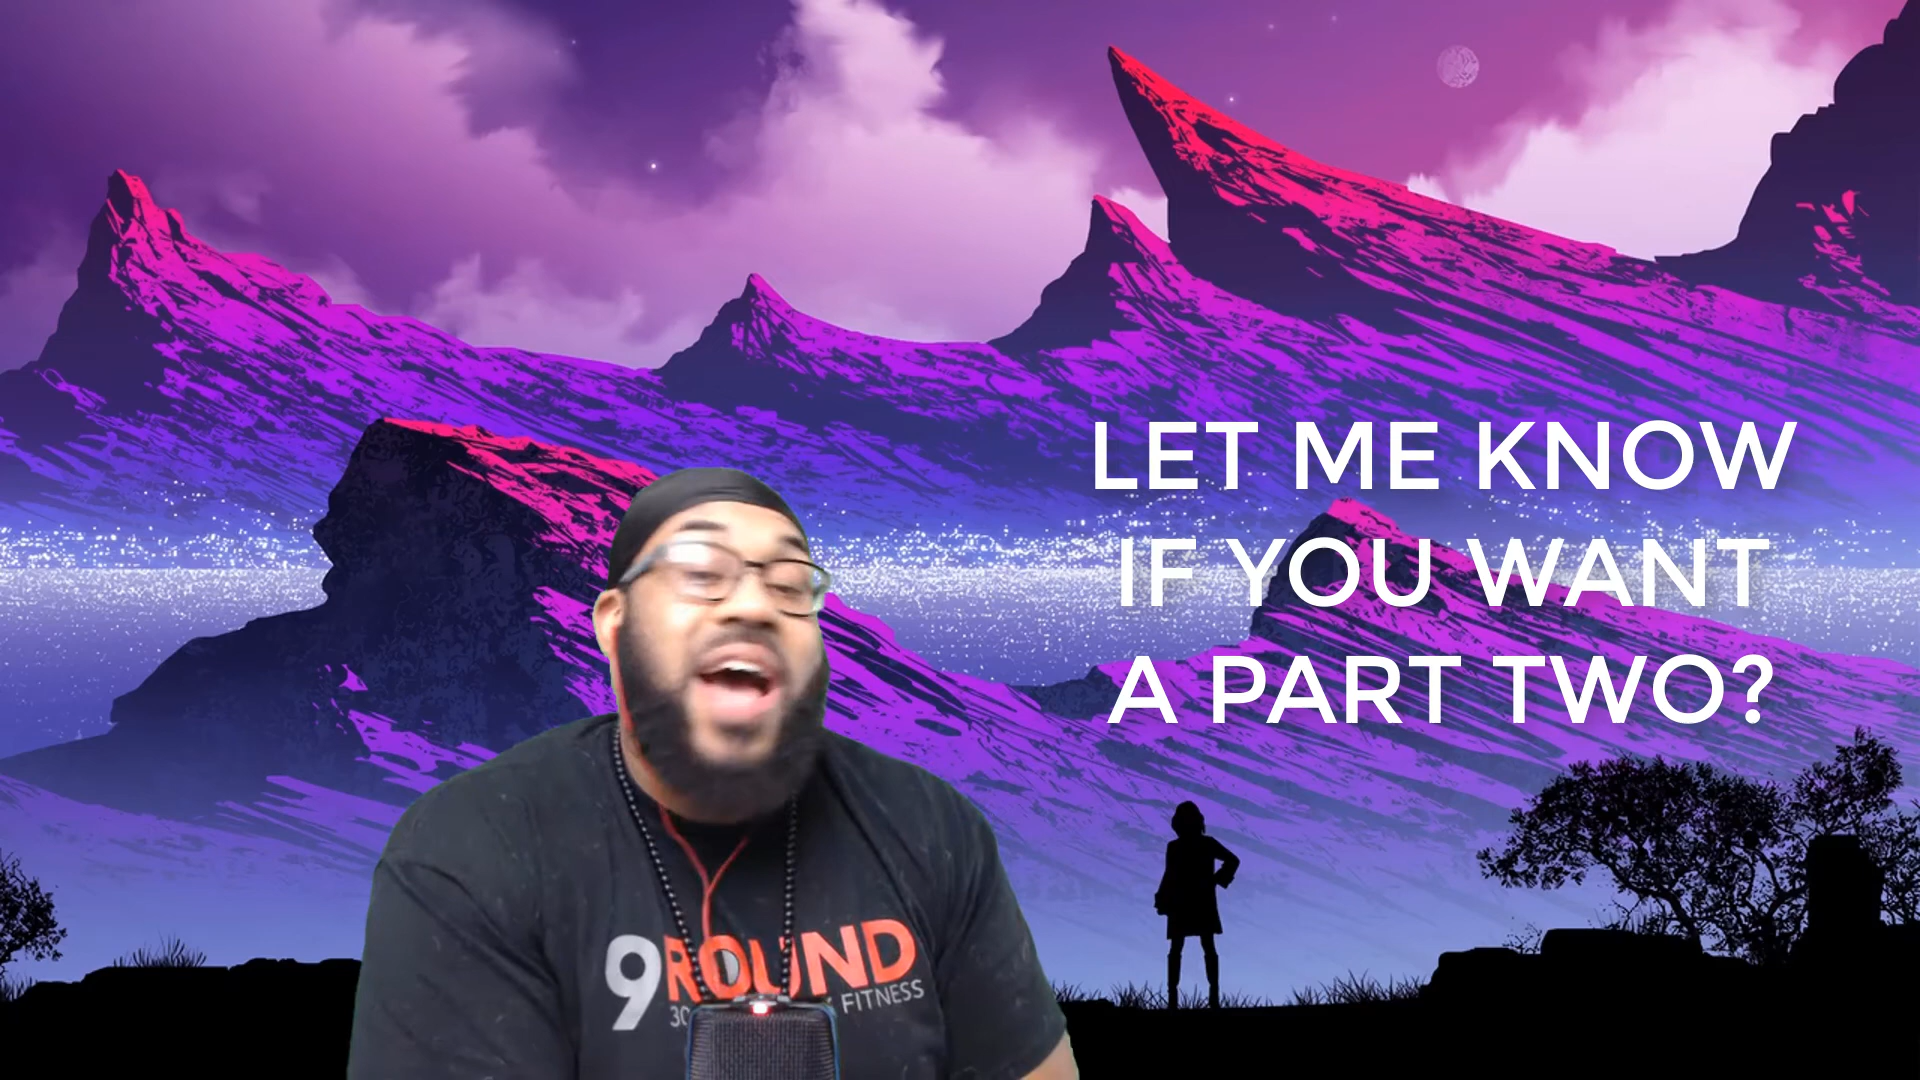 LET ME KNOW
IF YOU WANT
A PART TWO?
9ROUND
FITNESS